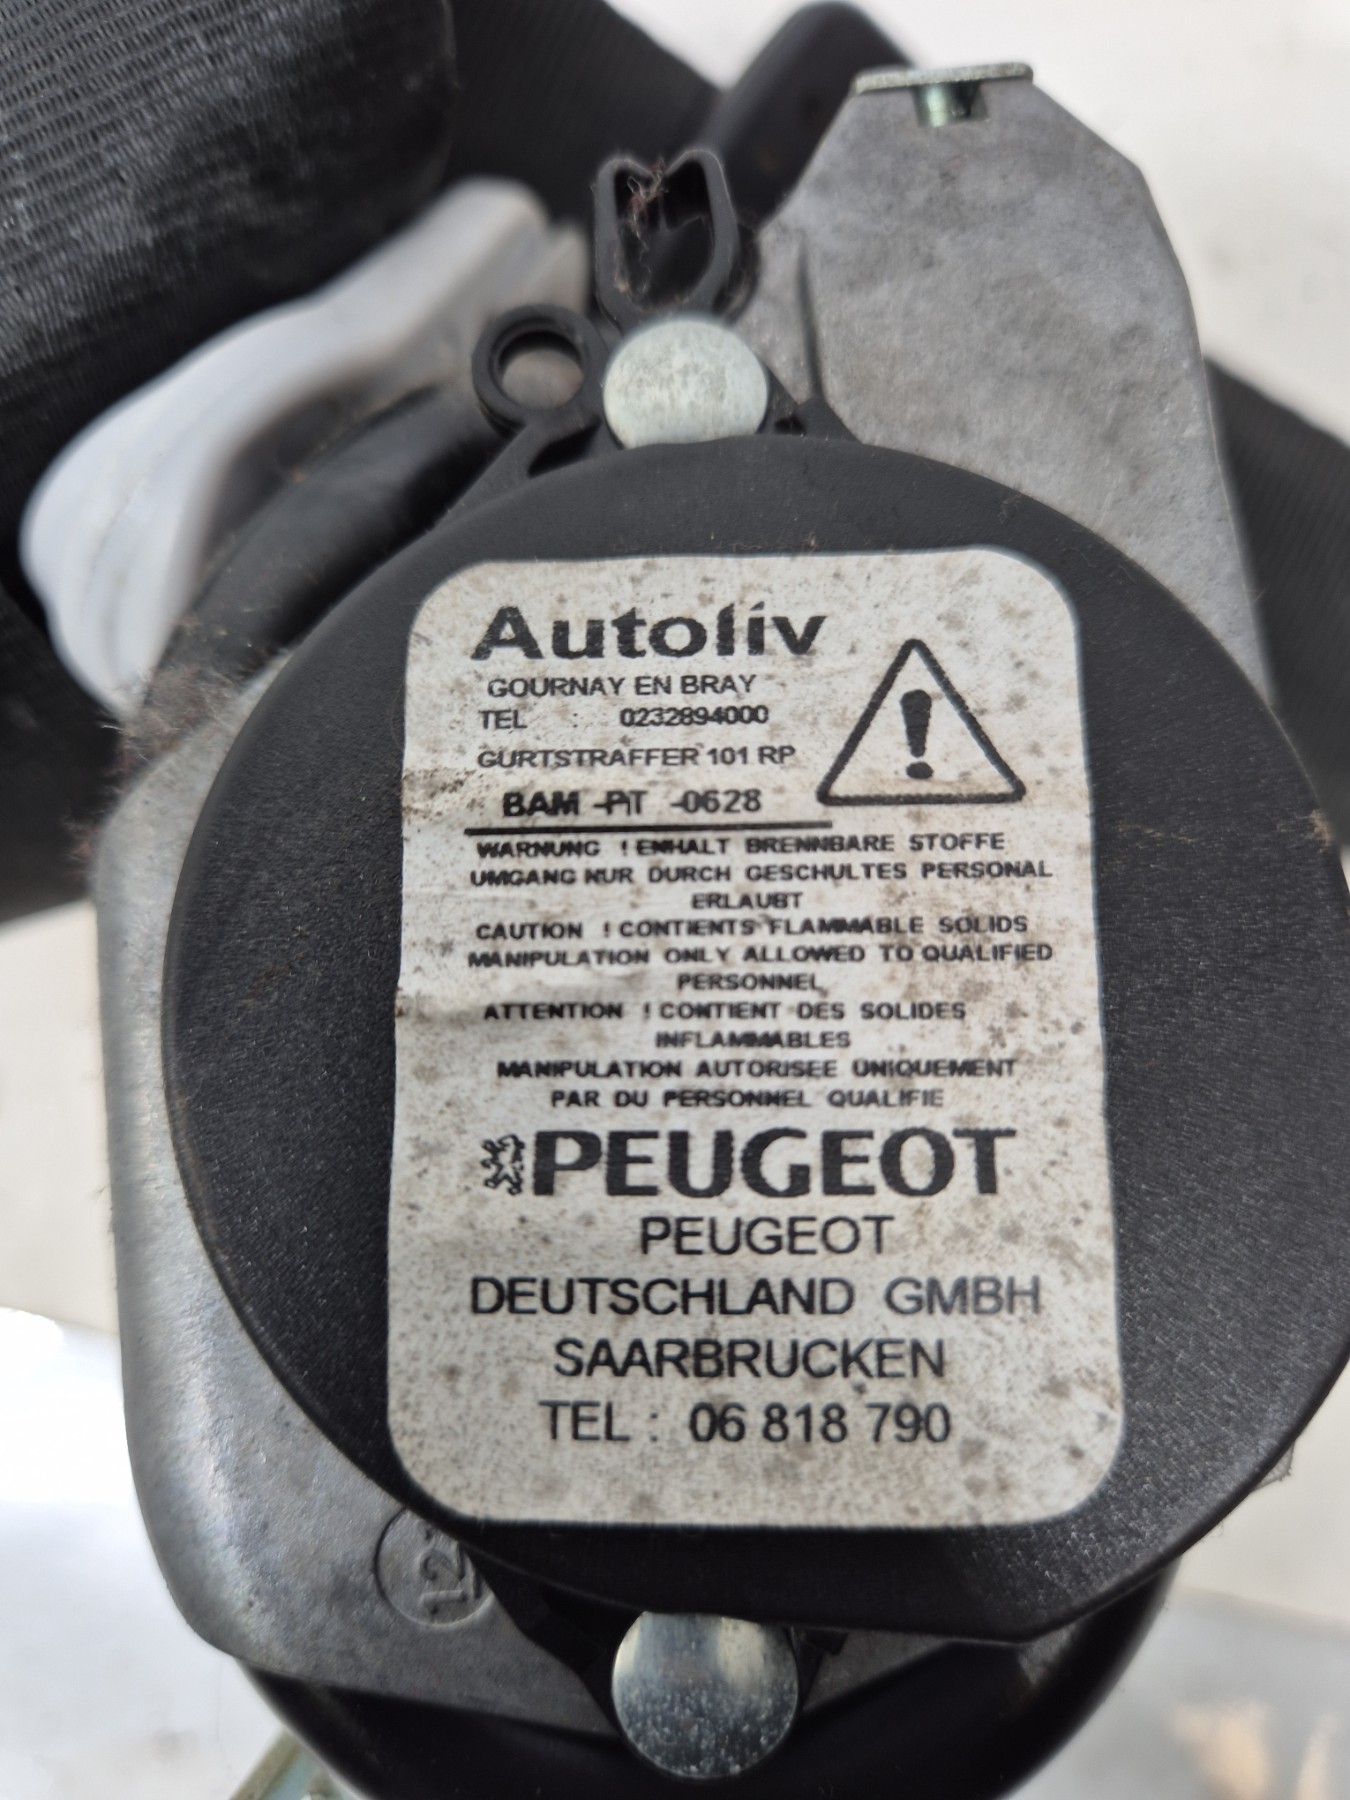 Autoliv
GOURNAY EN BRAY
TEL : 0232894000
GURTSTRAFFER 101 RP
BAM -PIT -0628
WARNUNG ! ENHALT BRENNBARE STOFFE
UMGANG NUR DURCH GESCHULTES PERSONAL
ERLAUBT
CAUTION ! CONTIENTS FLAMMABLE SOLIDS
MANIPULATION ONLY ALLOWED TO QUALIFIED
PERSONNEL
ATTENTION ! CONTIENT DES SOLIDES
INFLAMMABLES
MANIPULATION AUTORISEE UNIQUEMENT
PAR DU PERSONNEL QUALIFIE
PEUGEOT
PEUGEOT
DEUTSCHLAND GMBH
SAARBRUCKEN
TEL : 06 818 790